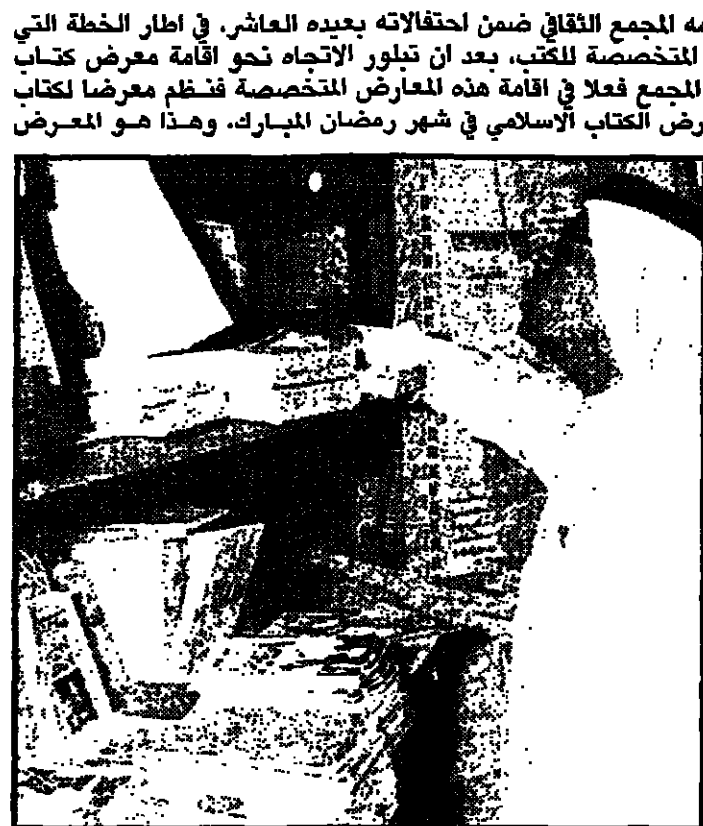 مه المجمع الثقافي ضمن احتفالاته بعيده العاشر، في اطار الخطة التي
المتخصصة للكتب، بعد ان تبلور الاتجاه نحو اقامة معرض كتاب
المجمع فعلا في اقامة هذه المعارض المتخصصة فنظم معرضا لكتاب
رض الكتاب الاسلامي في شهر رمضان المبارك، وهذا هو المعرض